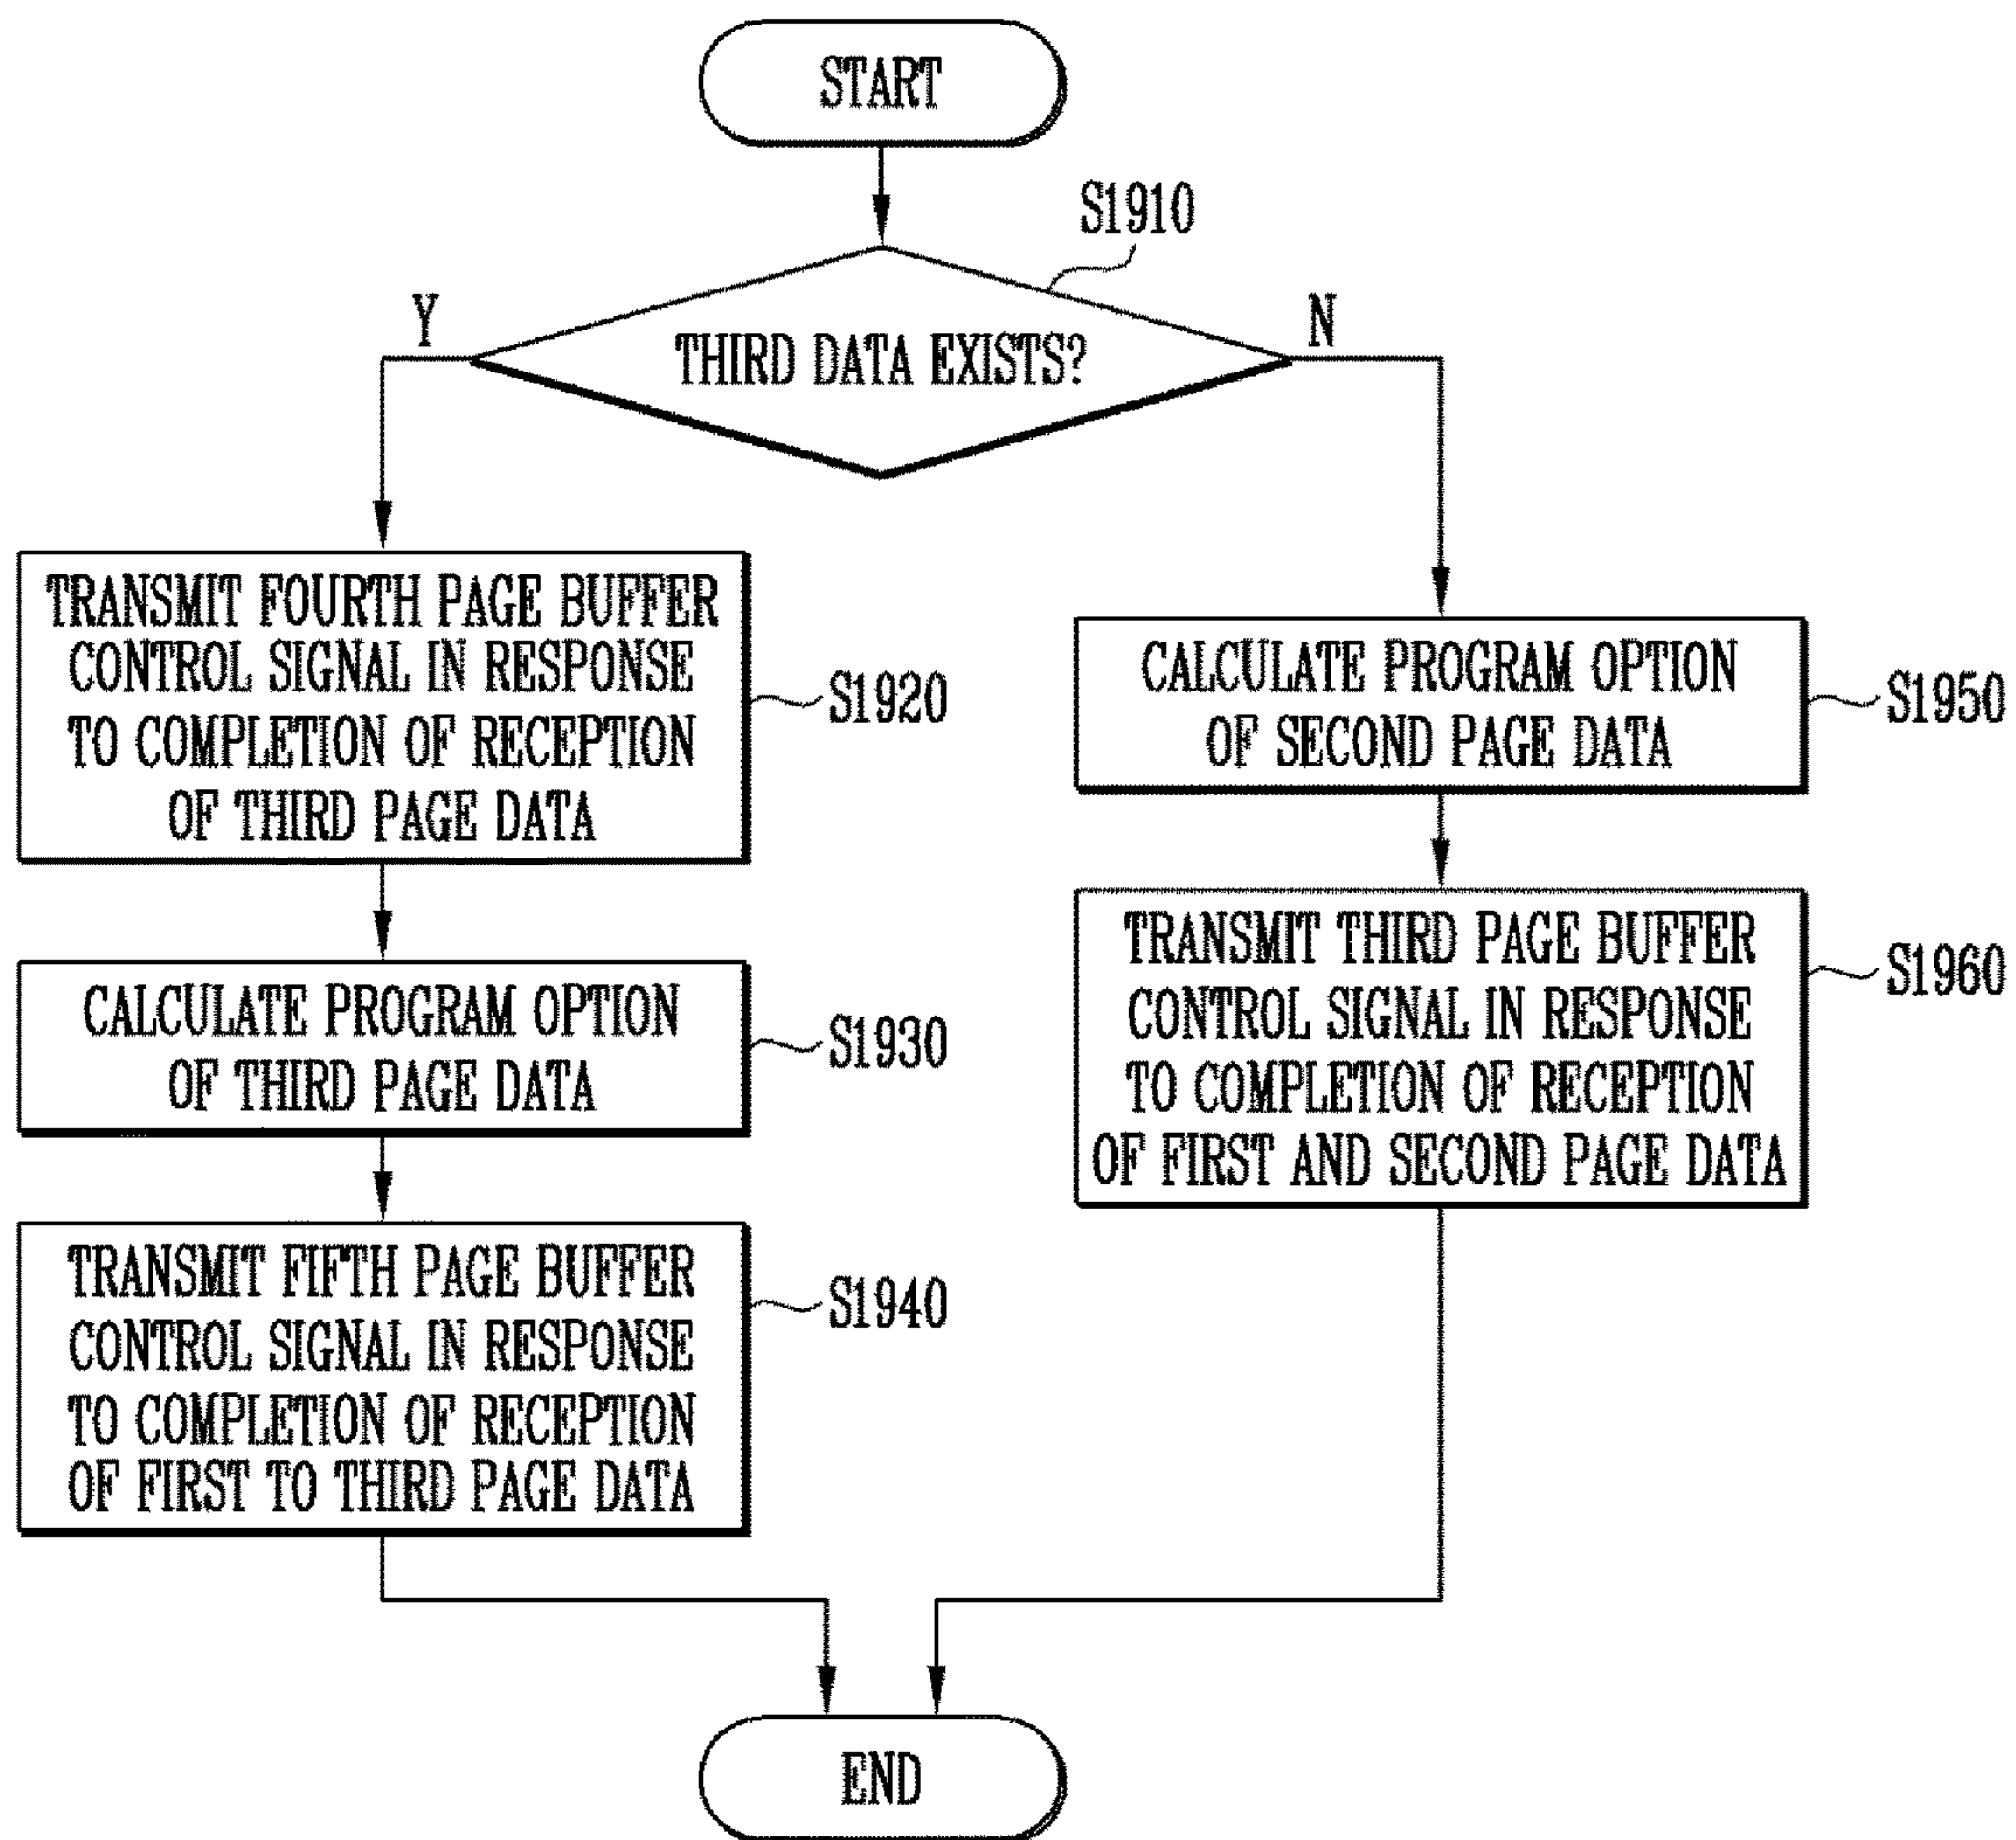 START
S1910
Y
N
THIRD DATA EXISTS?
TRANSMIT FOURTH PAGE BUFFER
CONTROL SIGNAL IN RESPONSE
TO COMPLETION OF RECEPTION
OF THIRD PAGE DATA
S1920
CALCULATE PROGRAM OPTION
OF THIRD PAGE DATA
S1930
TRANSMIT FIFTH PAGE BUFFER
CONTROL SIGNAL IN RESPONSE
TO COMPLETION OF RECEPTION
OF FIRST TO THIRD PAGE DATA
S1940
CALCULATE PROGRAM OPTION
OF SECOND PAGE DATA
S1950
TRANSMIT THIRD PAGE BUFFER
CONTROL SIGNAL IN RESPONSE
TO COMPLETION OF RECEPTION
OF FIRST AND SECOND PAGE DATA
S1960
END